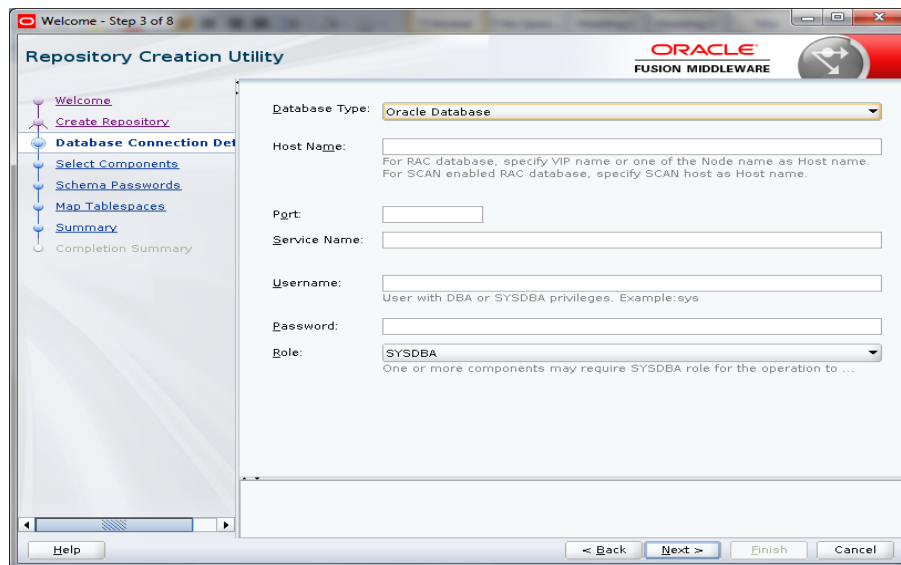 Welcome - Step 3 of 8
Repository Creation Utility
ORACLE
FUSION MIDDLEWARE
Welcome
Create Repository
Database Connection Det
Select Components
Schema Passwords
Map Tablespaces
Summary
Completion Summary
Database Type: Oracle Database
Host Name:
For RAC database, specify VIP name or one of the Node name as Host name.
For SCAN enabled RAC database, specify SCAN host as Host name.
Port:
Service Name:
Username:
User with DBA or SYSDBA privileges. Example:sys
Password:
Role: SYSDBA
One or more components may require SYSDBA role for the operation to ...
Help < Back Next > Finish Cancel